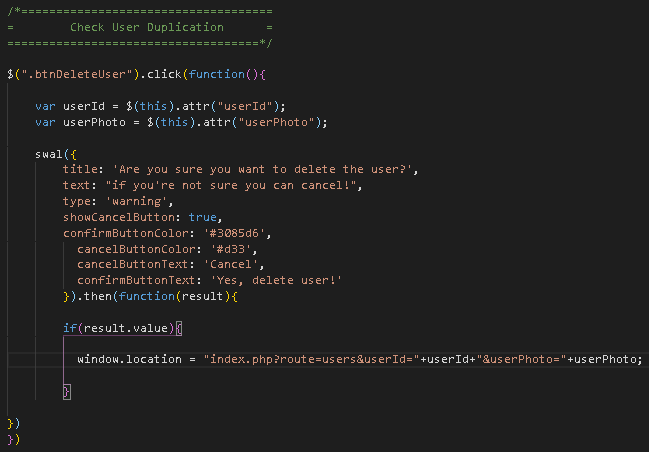 /*====================================
=        Check User Duplication      =
====================================*/
$(".btnDeleteUser").click(function(){
var userId = $(this).attr("userId");
var userPhoto = $(this).attr("userPhoto");
swal({
title: 'Are you sure you want to delete the user?',
text: "if you're not sure you can cancel!",
type: 'warning',
showCancelButton: true,
confirmButtonColor: '#3085d6',
cancelButtonColor: '#d33',
cancelButtonText: 'Cancel',
confirmButtonText: 'Yes, delete user!'
}).then(function(result){
if(result.value){
window.location = "index.php?route=users&userId="+userId+"&userPhoto="+userPhoto;
}
})
})